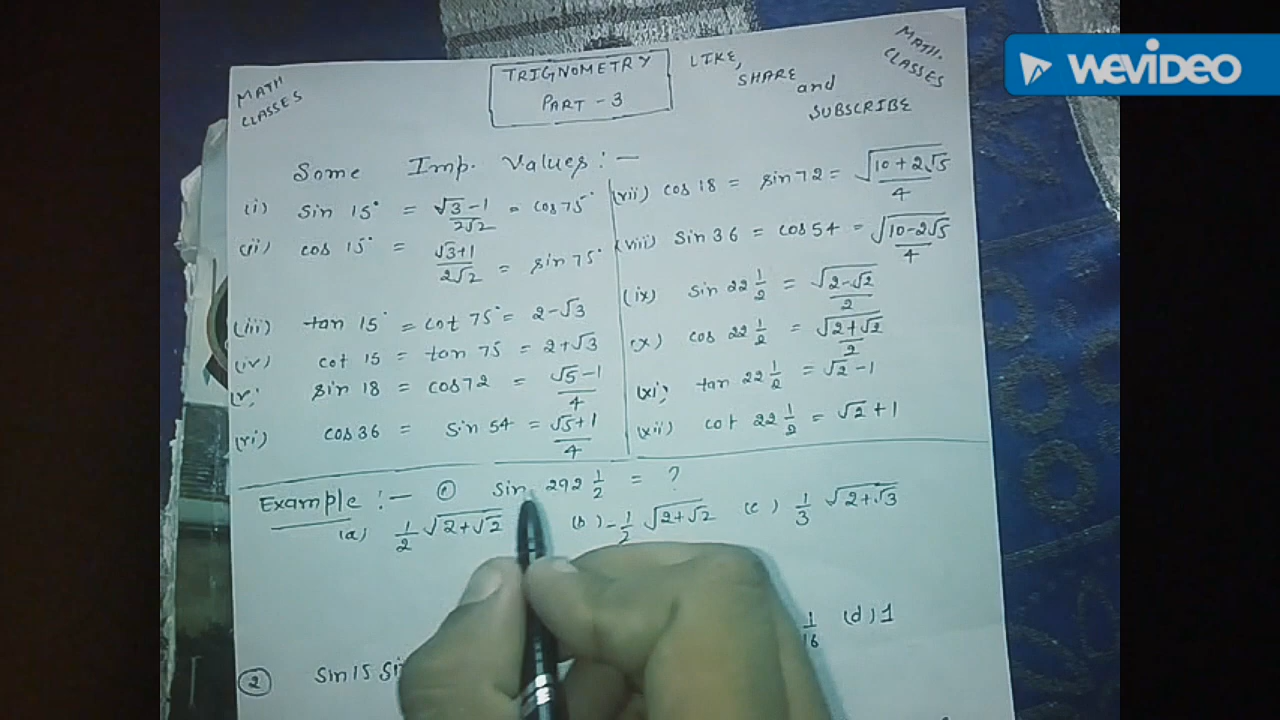 MATH CLASSES
TRIGNOMETRY
PART - 3
LIKE,
SHARE
and
SUBSCRIBE
MATH.
CLASSES
WEVIDEO
Some Imp. Values : —
(i) sin 15° = √3-1/2√2 = cos 75°
(ii) cos 15° = √3+1/2√2 = sin 75°
(iii) tan 15° = cot 75° = 2-√3
(iv) cot 15 = tan 75 = 2+√3
(v) sin 18 = cos 72 = √5-1/4
(vi) cos 36 = sin 54 = √5+1/4
(vii) cos 18 = sin 72 = √10+2√5/4
(viii) sin 36 = cos 54 = √10-2√5/4
(ix) sin 22 1/2 = √2-√2/2
(x) cos 22 1/2 = √2+√2/2
(xi) tan 22 1/2 = √2-1
(xii) cot 22 1/2 = √2+1
Example : — ① sin 292 1/2 = ?
(a) 1/2 √2+√2 (b) -1/2 √2+√2 (c) 1/3 √2+√3
1/16 (d) 1
② Sin 15